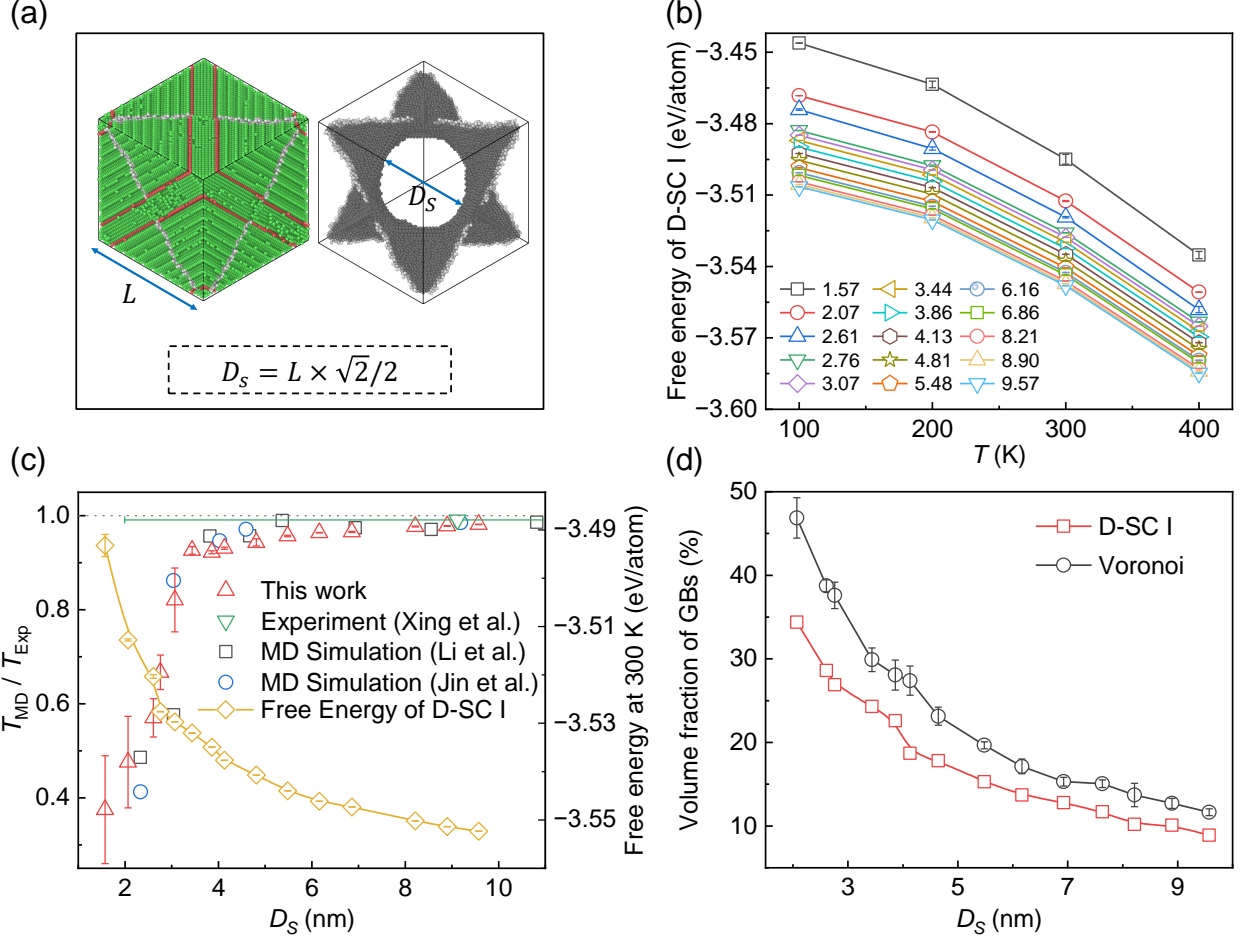 (a)
L
D_S
D_s = L × √2/2
(b)
Free energy of D-SC I (eV/atom)
−3.45
−3.48
−3.51
−3.54
−3.57
−3.60
1.57 3.44 6.16
2.07 3.86 6.86
2.61 4.13 8.21
2.76 4.81 8.90
3.07 5.48 9.57
100 200 300 400
T (K)
(c)
T_MD / T_Exp
1.0
0.8
0.6
0.4
This work
Experiment (Xing et al.)
MD Simulation (Li et al.)
MD Simulation (Jin et al.)
Free Energy of D-SC I
−3.49
−3.51
−3.53
−3.55
Free energy at 300 K (eV/atom)
2 4 6 8 10
D_S (nm)
(d)
Volume fraction of GBs (%)
50
40
30
20
10
D-SC I
Voronoi
3 5 7 9
D_S (nm)